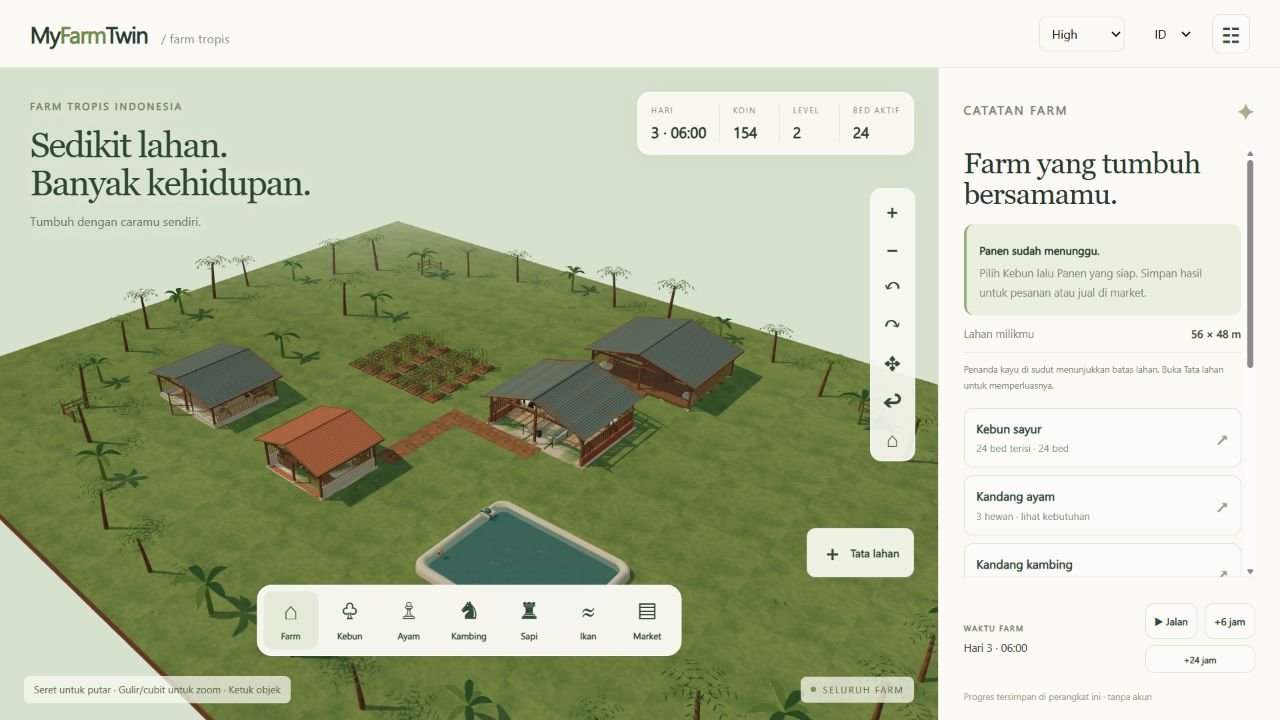 MyFarmTwin / farm tropis
High
ID
FARM TROPIS INDONESIA
Sedikit lahan.
Banyak kehidupan.
Tumbuh dengan caramu sendiri.
HARI KOIN LEVEL BED AKTIF
3 · 06:00 154 2 24
Tata lahan
Farm Kebun Ayam Kambing Sapi Ikan Market
Seret untuk putar · Gulir/cubit untuk zoom · Ketuk objek
SELURUH FARM
CATATAN FARM
Farm yang tumbuh
bersamamu.
Panen sudah menunggu.
Pilih Kebun lalu Panen yang siap. Simpan hasil
untuk pesanan atau jual di market.
Lahan milikmu 56 × 48 m
Penanda kayu di sudut menunjukkan batas lahan. Buka Tata lahan
untuk memperluasnya.
Kebun sayur
24 bed terisi · 24 bed
Kandang ayam
3 hewan · lihat kebutuhan
Kandang kambing
WAKTU FARM
Hari 3 · 06:00
Jalan
+6 jam
+24 jam
Progres tersimpan di perangkat ini · tanpa akun